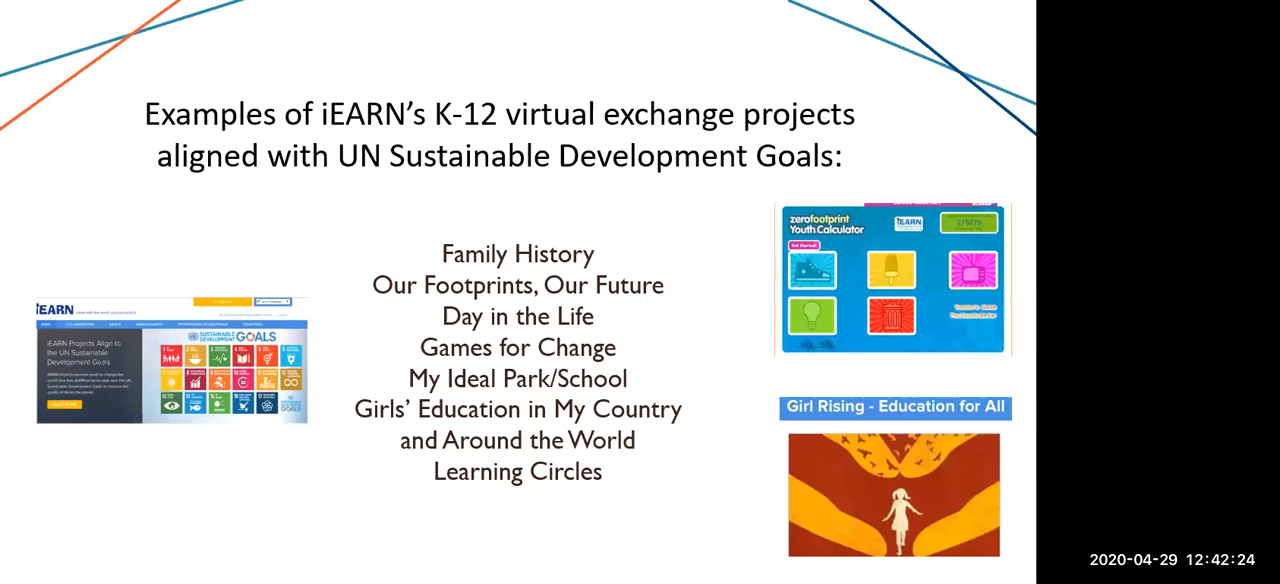 Examples of iEARN’s K-12 virtual exchange projects
aligned with UN Sustainable Development Goals:
Family History
Our Footprints, Our Future
Day in the Life
Games for Change
My Ideal Park/School
Girls’ Education in My Country
and Around the World
Learning Circles
iEARN
SUSTAINABLE DEVELOPMENT GOALS
iEARN Projects Align to
the UN Sustainable
Development Goals
zerofootprint
Youth Calculator
iEARN
Get Started!
Girl Rising - Education for All
2020-04-29 12:42:24